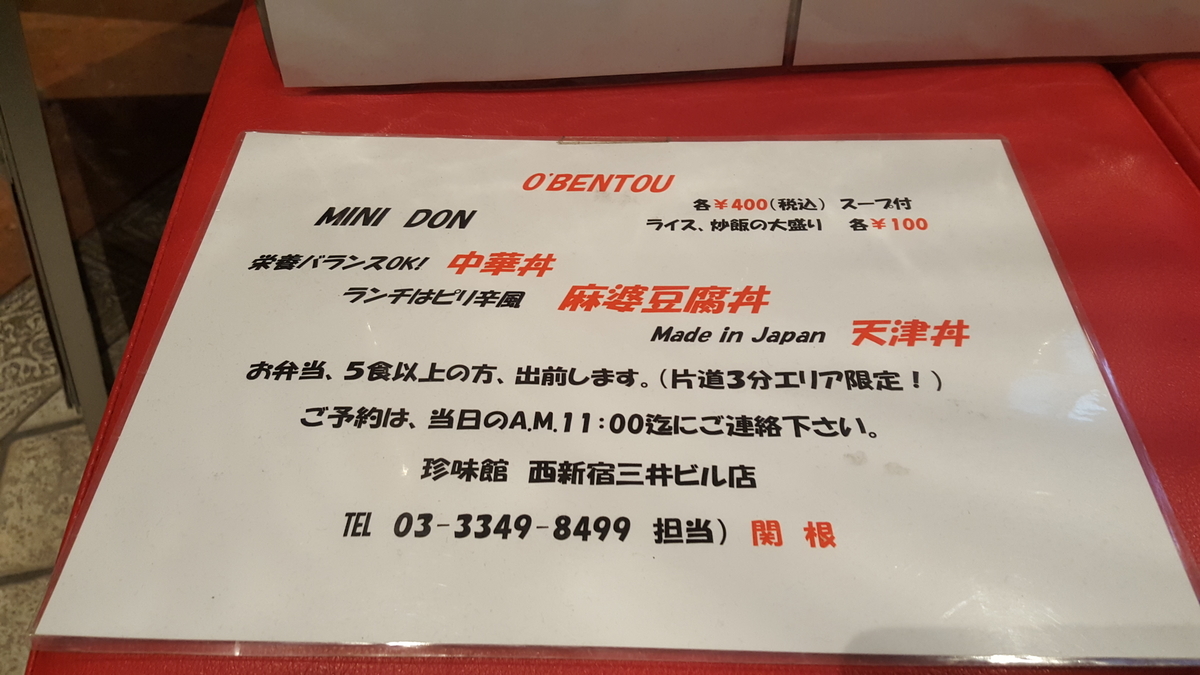 O'BENTOU
各¥400(税込) スープ付
MINI DON
ライス、炒飯の大盛り 各¥100
栄養バランスOK! 中華丼
ランチはピリ辛風 麻婆豆腐丼
Made in Japan 天津丼
お弁当、5食以上の方、出前します。(片道3分エリア限定!)
ご予約は、当日のA.M.11:00迄にご連絡下さい。
珍味館 西新宿三井ビル店
TEL 03-3349-8499 担当) 関 根